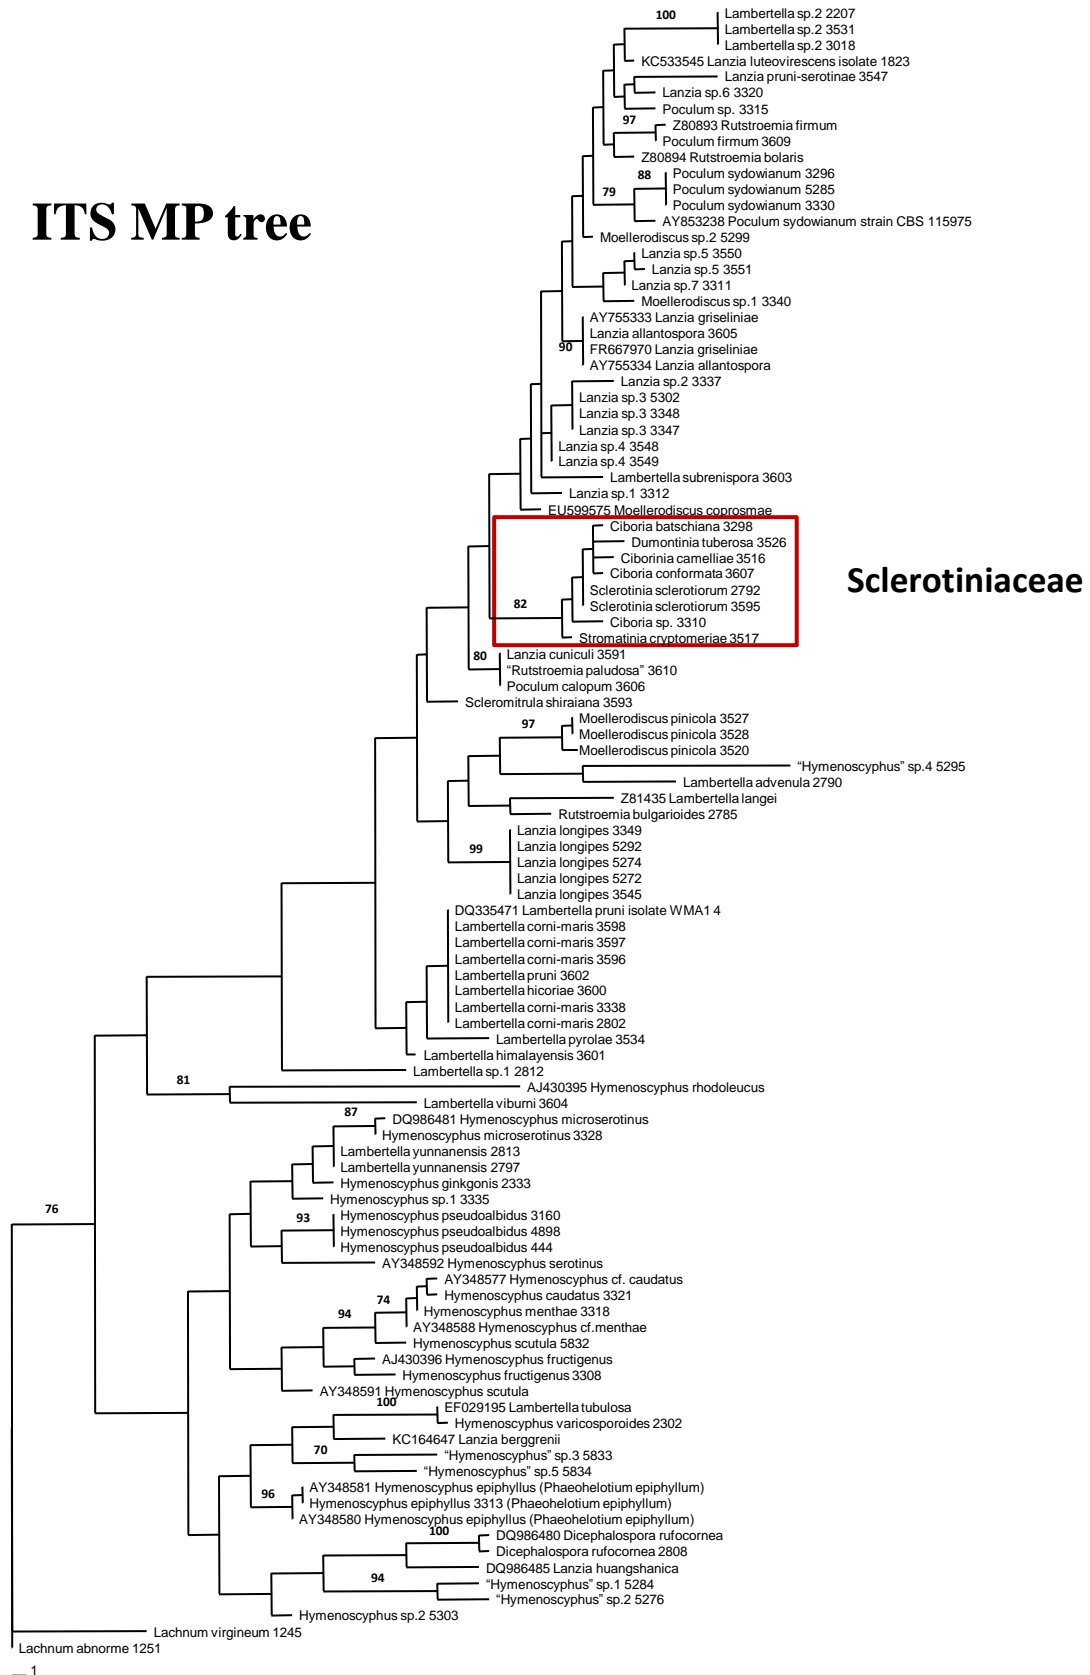 100
Lambertella sp.2 2207
Lambertella sp.2 3531
Lambertella sp.2 3018
KC533545 Lanzia luteovirescens isolate 1823
Lanzia pruni-serotinae 3547
Lanzia sp.6 3320
Poculum sp. 3315
97
Z80893 Rutstroemia firmum
Poculum firmum 3609
Z80894 Rutstroemia bolaris
88
Poculum sydowianum 3296
79
Poculum sydowianum 5285
Poculum sydowianum 3330
AY853238 Poculum sydowianum strain CBS 115975
ITS MP tree
Moellerodiscus sp.2 5299
Lanzia sp.5 3550
Lanzia sp.5 3551
Lanzia sp.7 3311
Moellerodiscus sp.1 3340
AY755333 Lanzia griseliniae
Lanzia allantospora 3605
90
FR667970 Lanzia griseliniae
AY755334 Lanzia allantospora
Lanzia sp.2 3337
Lanzia sp.3 5302
Lanzia sp.3 3348
Lanzia sp.3 3347
Lanzia sp.4 3548
Lanzia sp.4 3549
Lambertella subrenispora 3603
Lanzia sp.1 3312
EU599575 Moellerodiscus coprosmae
Ciboria batschiana 3298
Dumontinia tuberosa 3526
Ciborinia camelliae 3516
Ciboria conformata 3607
Sclerotiniaceae
Sclerotinia sclerotiorum 2792
82
Sclerotinia sclerotiorum 3595
Ciboria sp. 3310
Stromatinia cryptomeriae 3517
80
Lanzia cuniculi 3591
“Rutstroemia paludosa” 3610
Poculum calopum 3606
Scleromitrula shiraiana 3593
97
Moellerodiscus pinicola 3527
Moellerodiscus pinicola 3528
Moellerodiscus pinicola 3520
“Hymenoscyphus” sp.4 5295
Lambertella advenula 2790
Z81435 Lambertella langei
Rutstroemia bulgarioides 2785
Lanzia longipes 3349
99
Lanzia longipes 5292
Lanzia longipes 5274
Lanzia longipes 5272
Lanzia longipes 3545
DQ335471 Lambertella pruni isolate WMA1 4
Lambertella corni-maris 3598
Lambertella corni-maris 3597
Lambertella corni-maris 3596
Lambertella pruni 3602
Lambertella hicoriae 3600
Lambertella corni-maris 3338
Lambertella corni-maris 2802
Lambertella pyrolae 3534
Lambertella himalayensis 3601
Lambertella sp.1 2812
81
AJ430395 Hymenoscyphus rhodoleucus
Lambertella viburni 3604
87
DQ986481 Hymenoscyphus microserotinus
Hymenoscyphus microserotinus 3328
Lambertella yunnanensis 2813
Lambertella yunnanensis 2797
Hymenoscyphus ginkgonis 2333
Hymenoscyphus sp.1 3335
76
93
Hymenoscyphus pseudoalbidus 3160
Hymenoscyphus pseudoalbidus 4898
Hymenoscyphus pseudoalbidus 444
AY348592 Hymenoscyphus serotinus
AY348577 Hymenoscyphus cf. caudatus
74
Hymenoscyphus caudatus 3321
94
Hymenoscyphus menthae 3318
AY348588 Hymenoscyphus cf.menthae
Hymenoscyphus scutula 5832
AJ430396 Hymenoscyphus fructigenus
Hymenoscyphus fructigenus 3308
AY348591 Hymenoscyphus scutula
100
EF029195 Lambertella tubulosa
Hymenoscyphus varicosporoides 2302
KC164647 Lanzia berggrenii
70
“Hymenoscyphus” sp.3 5833
“Hymenoscyphus” sp.5 5834
96
AY348581 Hymenoscyphus epiphyllus (Phaeohelotium epiphyllum)
Hymenoscyphus epiphyllus 3313 (Phaeohelotium epiphyllum)
AY348580 Hymenoscyphus epiphyllus (Phaeohelotium epiphyllum)
100
DQ986480 Dicephalospora rufocornea
Dicephalospora rufocornea 2808
DQ986485 Lanzia huangshanica
94
“Hymenoscyphus” sp.1 5284
“Hymenoscyphus” sp.2 5276
Hymenoscyphus sp.2 5303
Lachnum virgineum 1245
Lachnum abnorme 1251
1